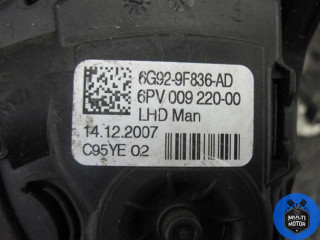 6G92-9F836-AD
6PV 009 220-00
LHD Man
14.12.2007
C95YE 02
MULTI
MOTOR